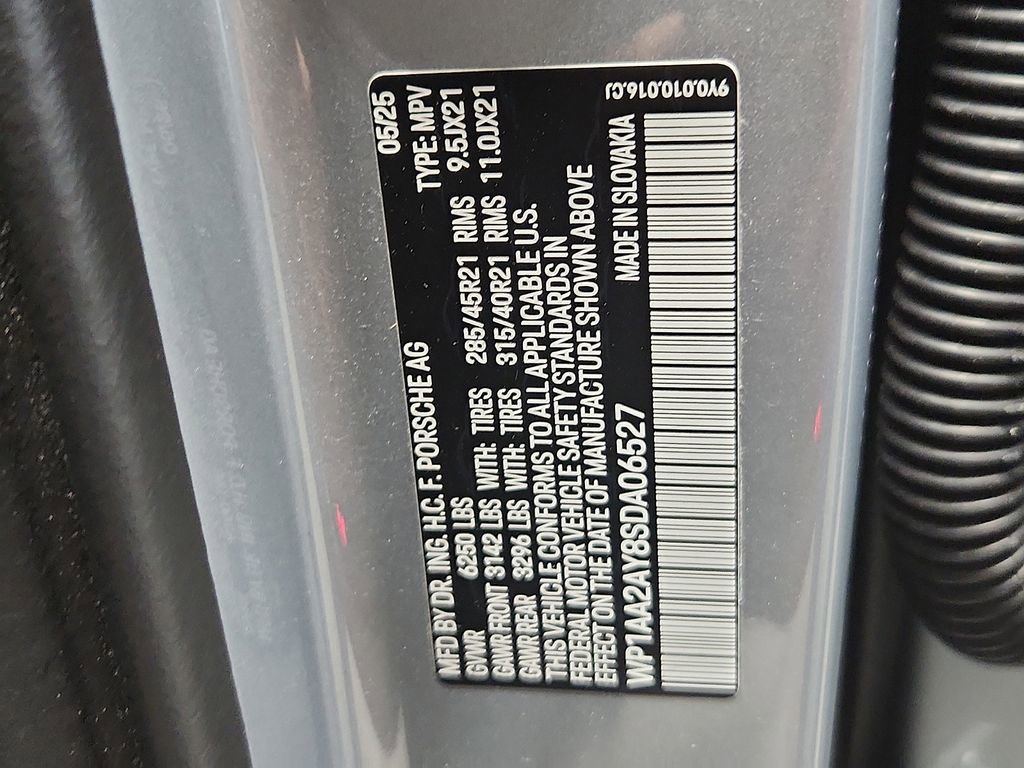 05/25
MFD BY DR. ING. H.C. F. PORSCHE AG TYPE: MPV
GVWR 6250 LBS
GAWR FRONT 3142 LBS WITH: TIRES 285/45R21 RIMS 9.5JX21
GAWR REAR 3296 LBS WITH: TIRES 315/40R21 RIMS 11.0JX21
THIS VEHICLE CONFORMS TO ALL APPLICABLE U.S.
FEDERAL MOTOR VEHICLE SAFETY STANDARDS IN
EFFECT ON THE DATE OF MANUFACTURE SHOWN ABOVE
WP1AA2AY8SDA06527 MADE IN SLOVAKIA
9Y0.010.016.CJ